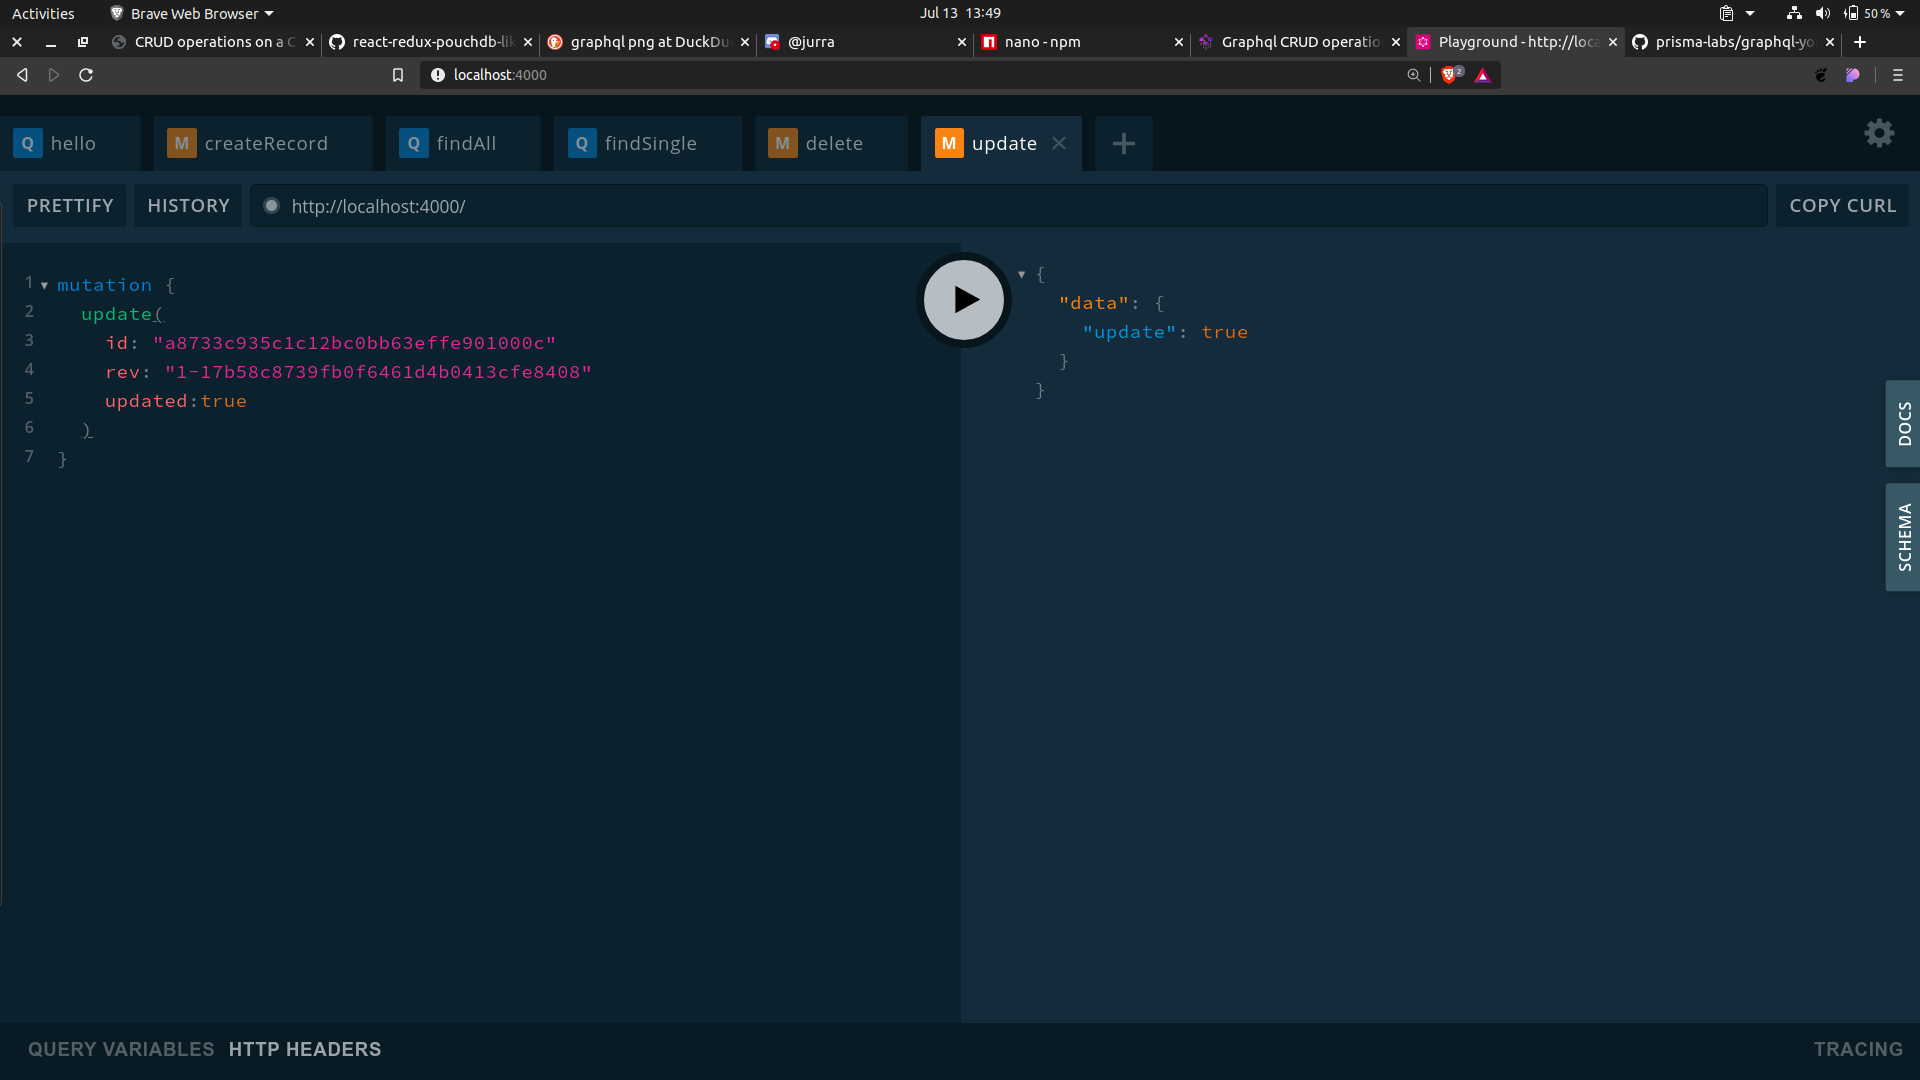 Activities
Brave Web Browser
Jul 13 13:49
50 %
CRUD operations on a C
react-redux-pouchdb-lik
graphql png at DuckDu
@jurra
nano - npm
Graphql CRUD operatio
Playground - http://loca
prisma-labs/graphql-yo
localhost:4000
2
Q hello
M createRecord
Q findAll
Q findSingle
M delete
M update
PRETTIFY
HISTORY
http://localhost:4000/
COPY CURL
1 mutation {
2 update(
3 id: "a8733c935c1c12bc0bb63effe901000c"
4 rev: "1-17b58c8739fb0f6461d4b0413cfe8408"
5 updated:true
6 )
7 }
{
"data": {
"update": true
}
}
DOCS
SCHEMA
QUERY VARIABLES
HTTP HEADERS
TRACING